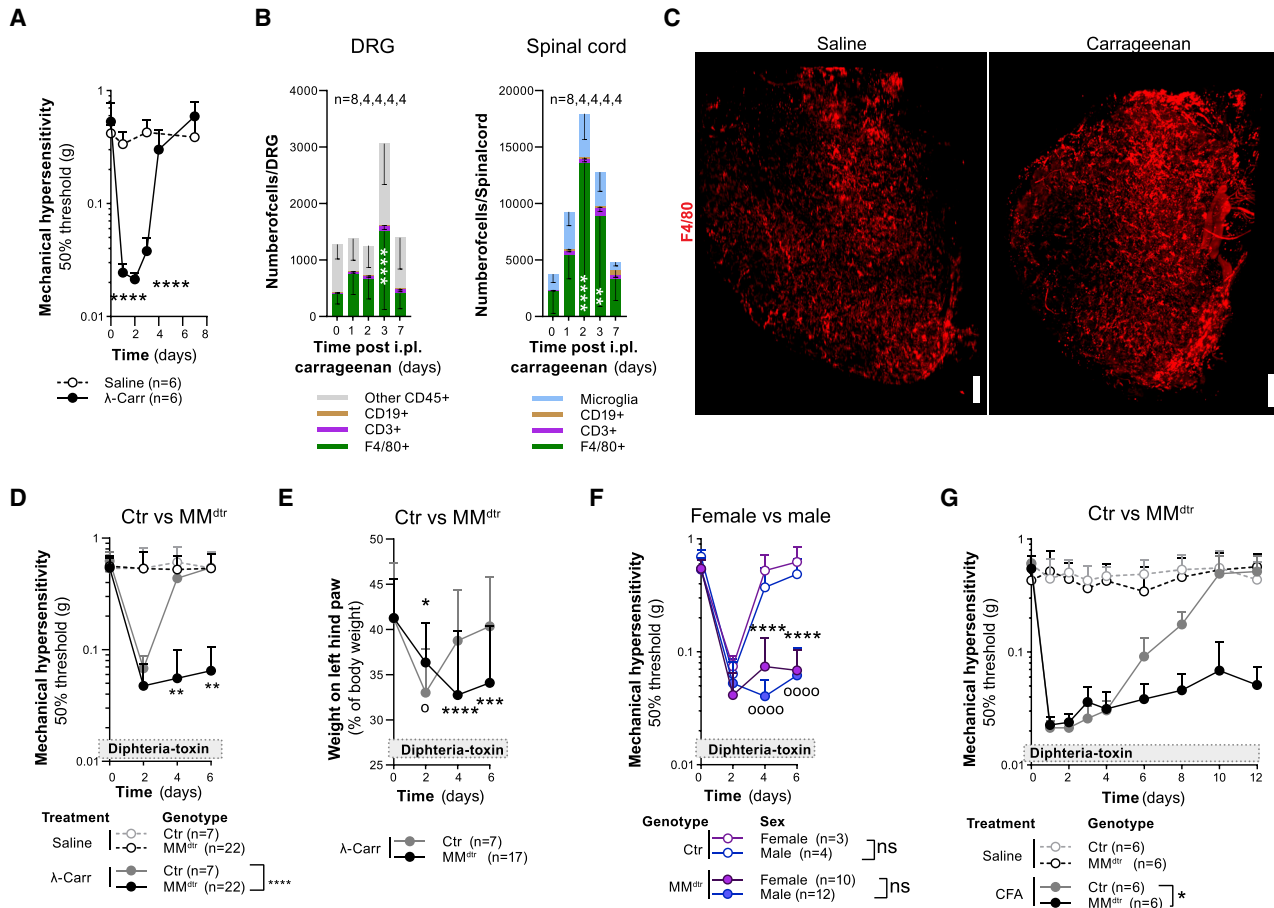 A
Mechanical hypersensitivity
50% threshold (g)
1
0.1
0.01
****
****
0 2 4 6 8
Time (days)
Saline (n=6)
λ-Carr (n=6)
B
DRG
Numberofcells/DRG
4000
3000
2000
1000
0
n=8,4,4,4,4
****
0 1 2 3 7
Time post i.pl.
carrageenan (days)
Other CD45+
CD19+
CD3+
F4/80+
Spinal cord
Numberofcells/Spinalcord
20000
15000
10000
5000
0
n=8,4,4,4,4
****
**
0 1 2 3 7
Time post i.pl.
carrageenan (days)
Microglia
CD19+
CD3+
F4/80+
C
Saline
Carrageenan
F4/80
D
Ctr vs MMdtr
Mechanical hypersensitivity
50% threshold (g)
1
0.1
0.01
**
**
Diphteria-toxin
0 2 4 6
Time (days)
Treatment Genotype
Saline
Ctr (n=7)
MMdtr (n=22)
λ-Carr
Ctr (n=7)
MMdtr (n=22)
****
E
Ctr vs MMdtr
Weight on left hind paw
(% of body weight)
50
45
40
35
30
25
*
o
****
***
Diphteria-toxin
0 2 4 6
Time (days)
λ-Carr
Ctr (n=7)
MMdtr (n=17)
F
Female vs male
Mechanical hypersensitivity
50% threshold (g)
1
0.1
0.01
****
****
oooo
oooo
Diphteria-toxin
0 2 4 6
Time (days)
Genotype Sex
Ctr
Female (n=3)
Male (n=4)
ns
MMdtr
Female (n=10)
Male (n=12)
ns
G
Ctr vs MMdtr
Mechanical hypersensitivity
50% threshold (g)
1
0.1
0.01
Diphteria-toxin
0 2 4 6 8 10 12
Time (days)
Treatment Genotype
Saline
Ctr (n=6)
MMdtr (n=6)
CFA
Ctr (n=6)
MMdtr (n=6)
*